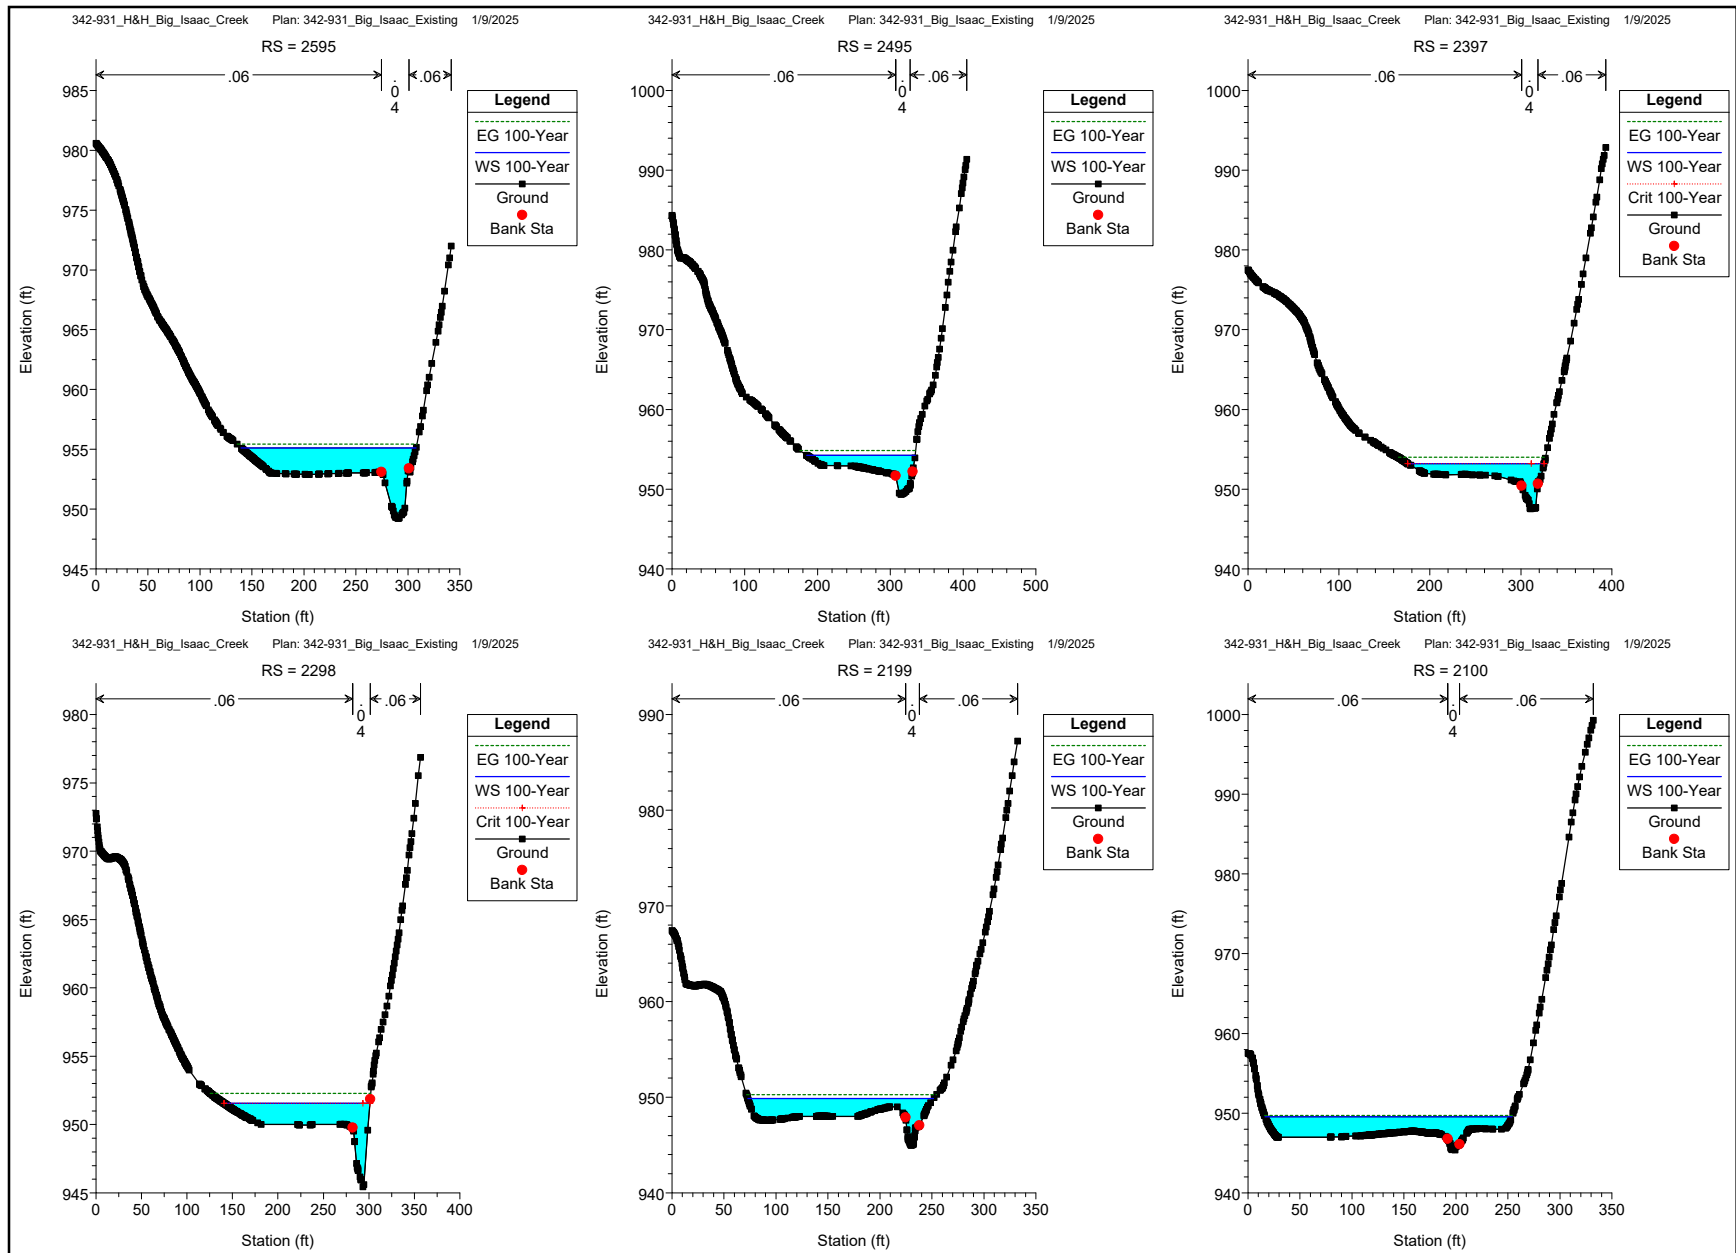 342-931_H&H_Big_Isaac_Creek Plan: 342-931_Big_Isaac_Existing 1/9/2025
RS = 2595
.06
.04
.06
Elevation (ft)
985
980
975
970
965
960
955
950
945
0 50 100 150 200 250 300 350
Station (ft)
Legend
EG 100-Year
WS 100-Year
Ground
Bank Sta
342-931_H&H_Big_Isaac_Creek Plan: 342-931_Big_Isaac_Existing 1/9/2025
RS = 2495
.06
.04
.06
Elevation (ft)
1000
990
980
970
960
950
940
0 100 200 300 400 500
Station (ft)
Legend
EG 100-Year
WS 100-Year
Ground
Bank Sta
342-931_H&H_Big_Isaac_Creek Plan: 342-931_Big_Isaac_Existing 1/9/2025
RS = 2397
.06
.04
.06
Elevation (ft)
1000
990
980
970
960
950
940
0 100 200 300 400
Station (ft)
Legend
EG 100-Year
WS 100-Year
Crit 100-Year
Ground
Bank Sta
342-931_H&H_Big_Isaac_Creek Plan: 342-931_Big_Isaac_Existing 1/9/2025
RS = 2298
.06
.04
.06
Elevation (ft)
980
975
970
965
960
955
950
945
0 50 100 150 200 250 300 350 400
Station (ft)
Legend
EG 100-Year
WS 100-Year
Crit 100-Year
Ground
Bank Sta
342-931_H&H_Big_Isaac_Creek Plan: 342-931_Big_Isaac_Existing 1/9/2025
RS = 2199
.06
.04
.06
Elevation (ft)
990
980
970
960
950
940
0 50 100 150 200 250 300 350
Station (ft)
Legend
EG 100-Year
WS 100-Year
Ground
Bank Sta
342-931_H&H_Big_Isaac_Creek Plan: 342-931_Big_Isaac_Existing 1/9/2025
RS = 2100
.06
.04
.06
Elevation (ft)
1000
990
980
970
960
950
940
0 50 100 150 200 250 300 350
Station (ft)
Legend
EG 100-Year
WS 100-Year
Ground
Bank Sta